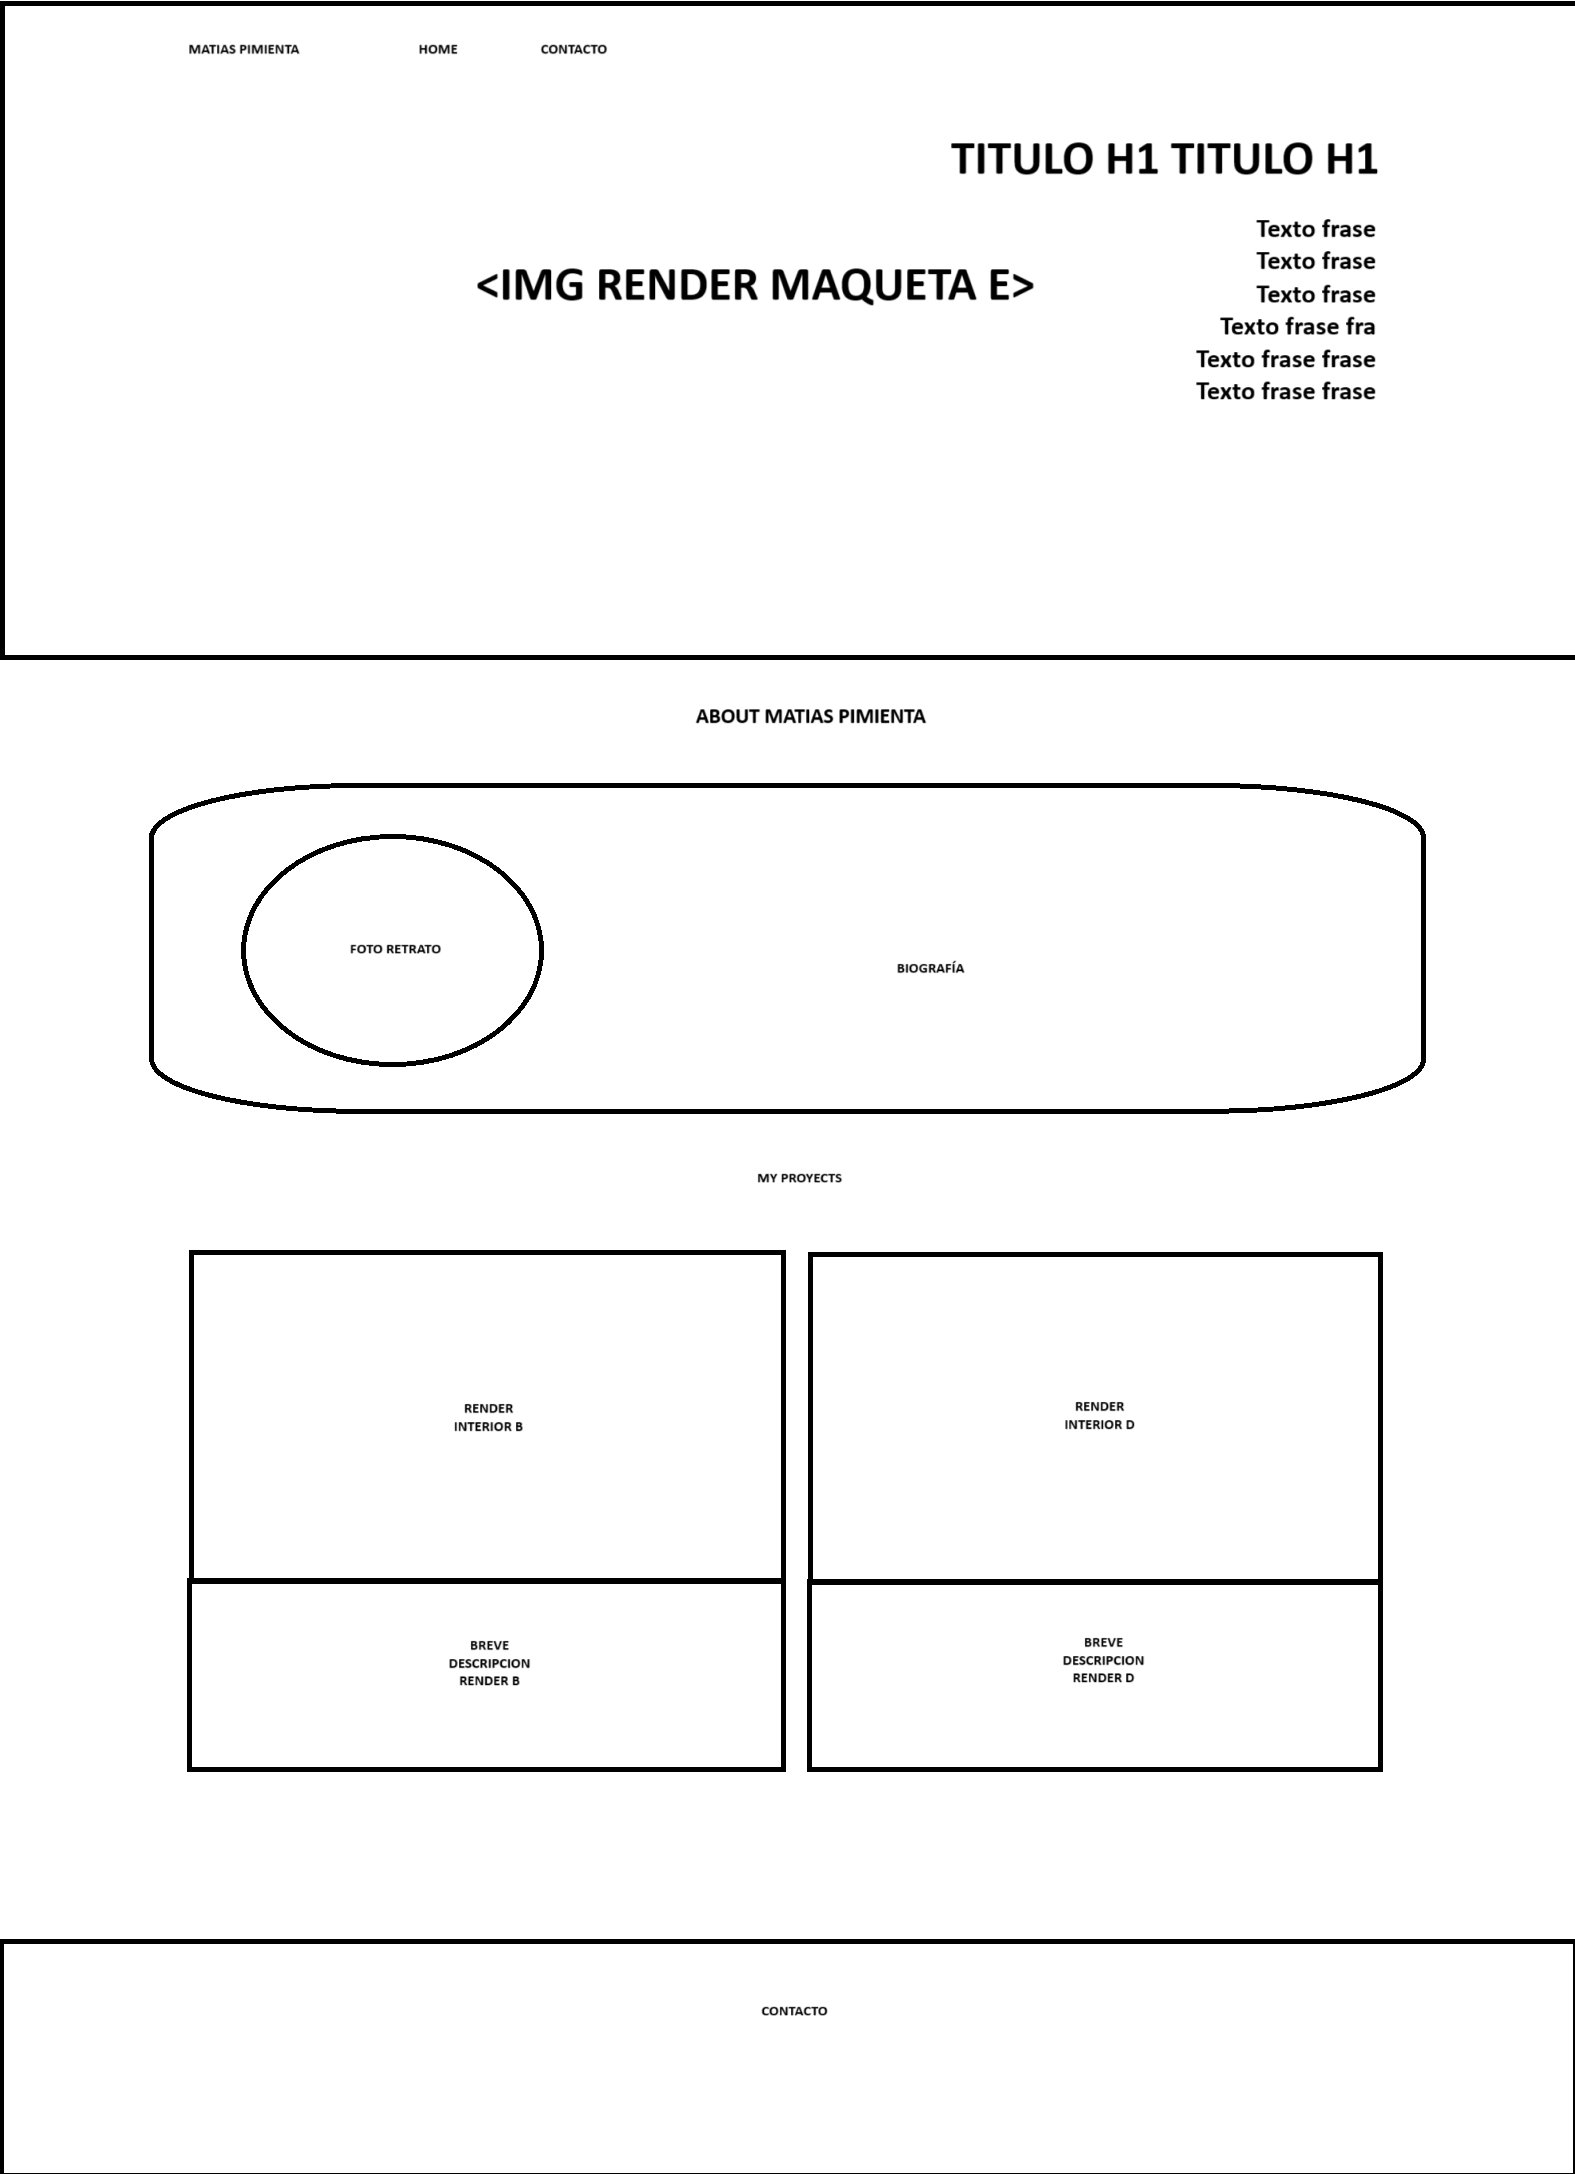 MATIAS PIMIENTA HOME CONTACTO
TITULO H1 TITULO H1
<IMG RENDER MAQUETA E>
Texto frase
Texto frase
Texto frase
Texto frase fra
Texto frase frase
Texto frase frase
ABOUT MATIAS PIMIENTA
FOTO RETRATO
BIOGRAFÍA
MY PROYECTS
RENDER
INTERIOR B
RENDER
INTERIOR D
BREVE
DESCRIPCION
RENDER B
BREVE
DESCRIPCION
RENDER D
CONTACTO